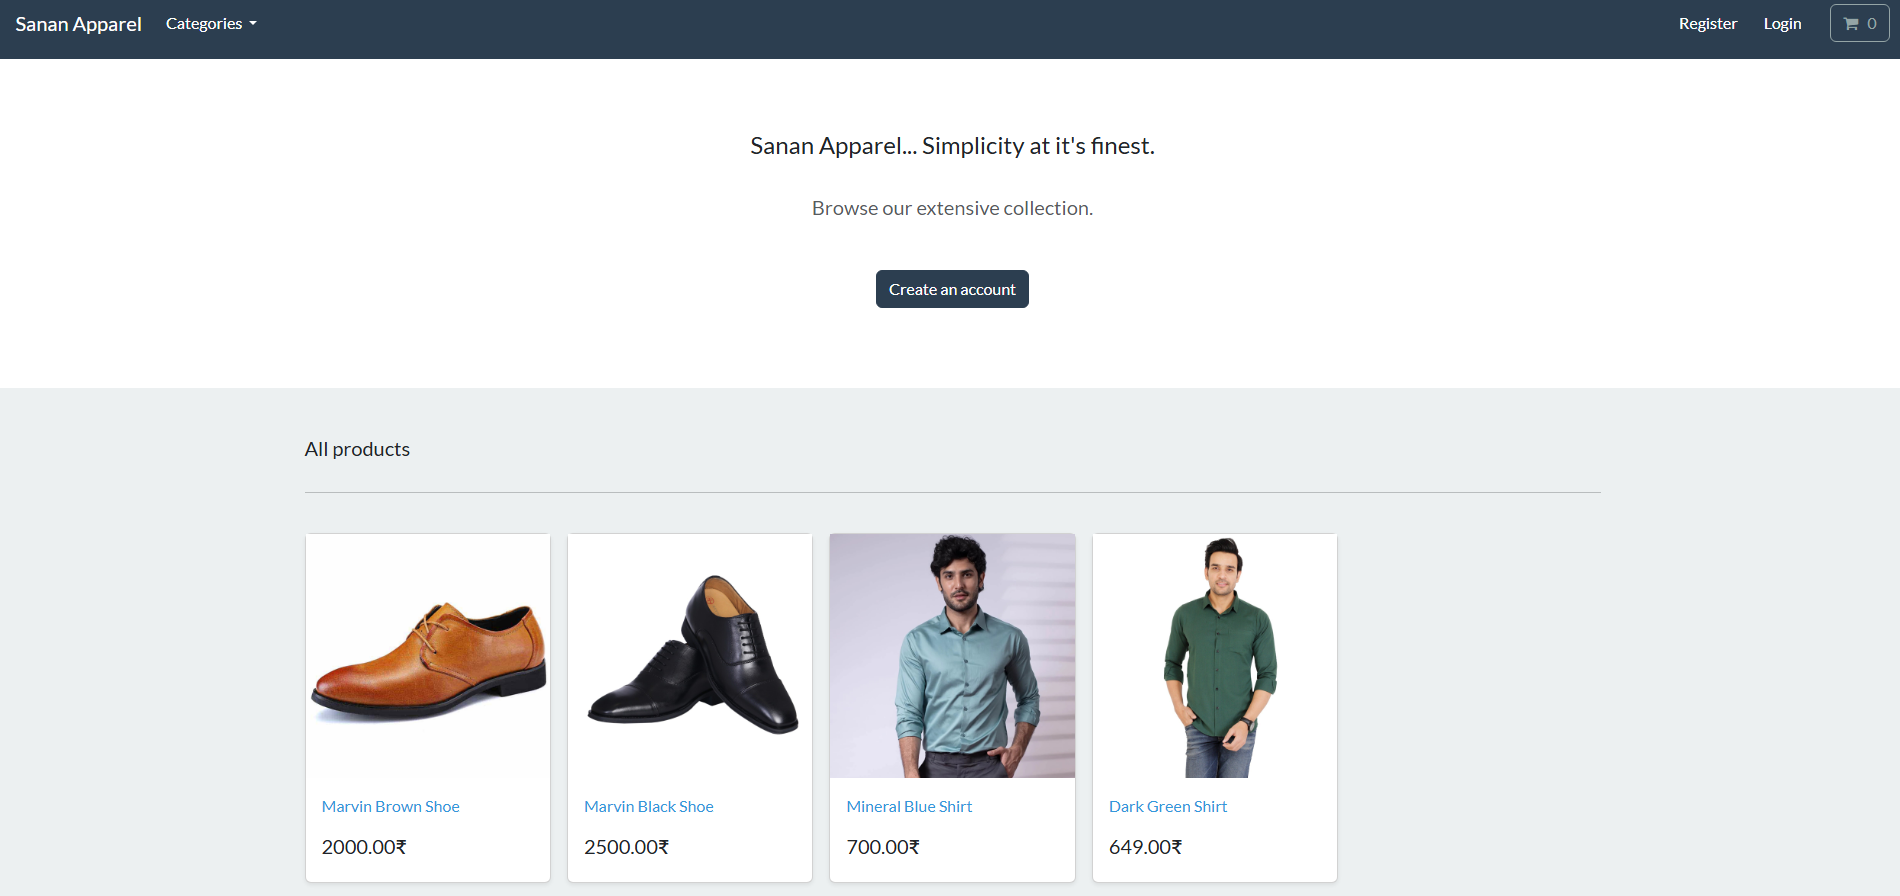 Sanan Apparel Categories Register Login 0
Sanan Apparel... Simplicity at it's finest.
Browse our extensive collection.
Create an account
All products
Marvin Brown Shoe Marvin Black Shoe Mineral Blue Shirt Dark Green Shirt
2000.00₹ 2500.00₹ 700.00₹ 649.00₹